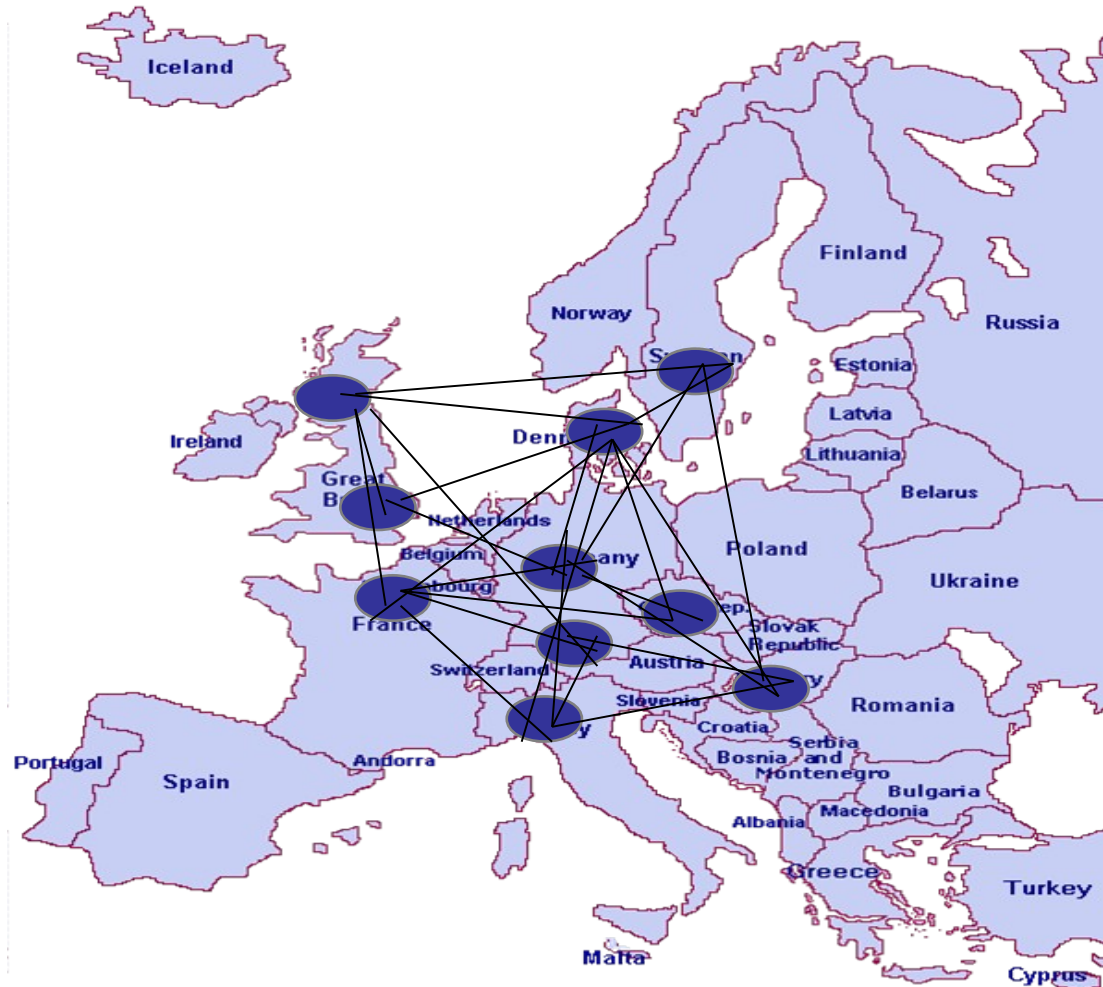 Iceland
Finland
Norway
Russia
Estonia
Latvia
Ireland
Lithuania
Great
Belarus
Netherlands
Poland
Belgium
Ukraine
France
Slovak
Republic
Switzerland
Austria
Slovenia
Romania
Croatia
Serbia
Bosnia and
Montenegro
Portugal
Andorra
Spain
Bulgaria
Macedonia
Albania
Greece
Turkey
Malta
Cyprus